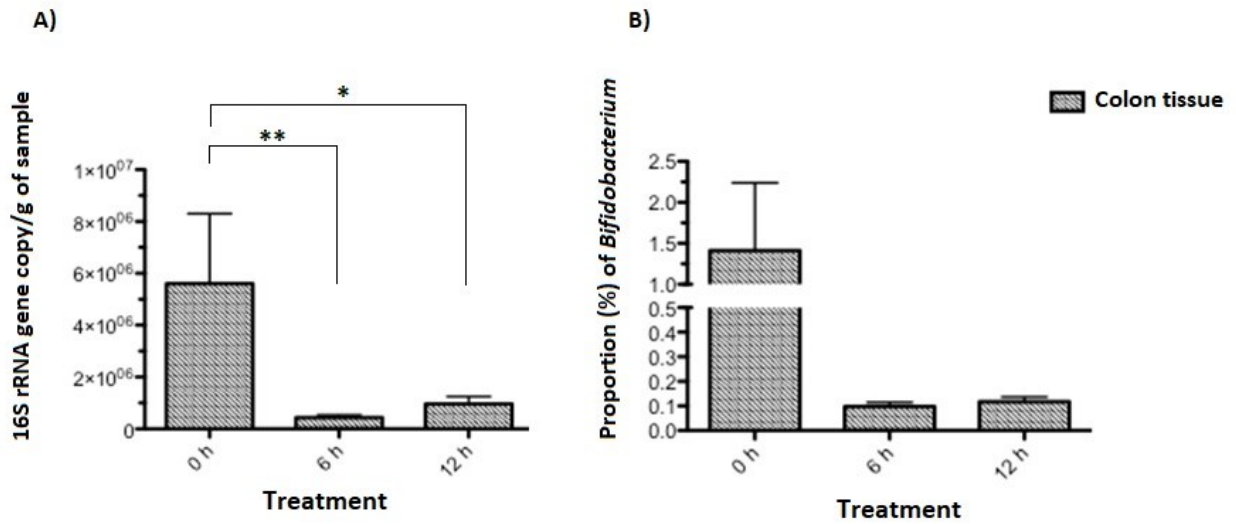 A)
16S rRNA gene copy/g of sample
1×10⁰⁷
8×10⁰⁶
6×10⁰⁶
4×10⁰⁶
2×10⁰⁶
0
*
**
0 h
6 h
12 h
Treatment
B)
Proportion (%) of Bifidobacterium
2.5
2.0
1.5
1.0
0.5
0.4
0.3
0.2
0.1
0.0
0 h
6 h
12 h
Treatment
Colon tissue